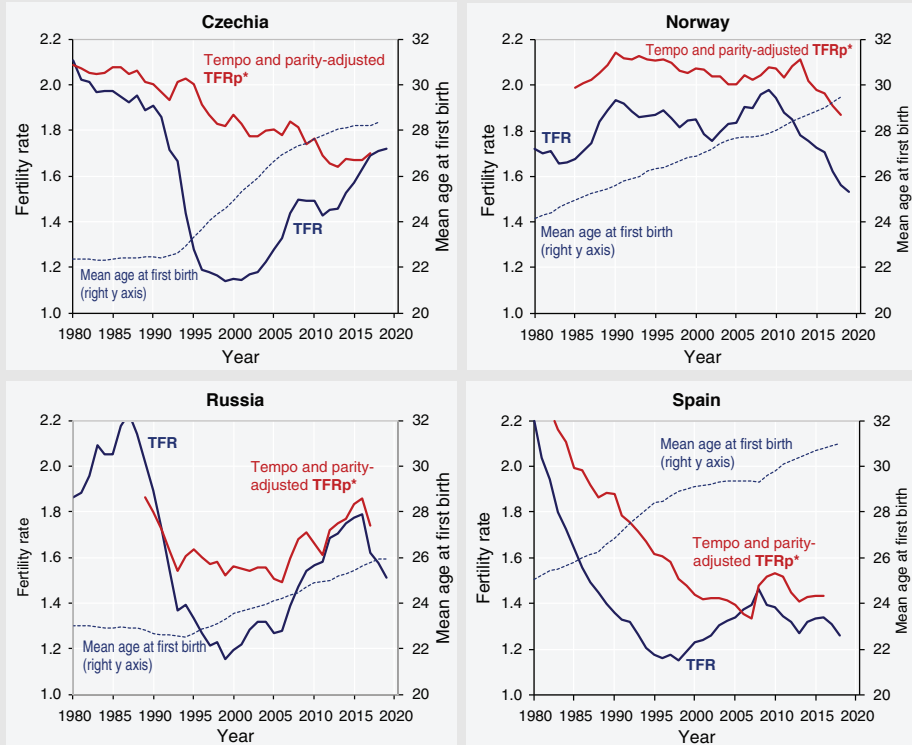 Czechia
2.2
2.0
1.8
1.6
1.4
1.2
1.0
Fertility rate
32
30
28
26
24
22
20
Mean age at first birth
Tempo and parity-adjusted
TFRp*
TFR
Mean age at first birth
(right y axis)
1980 1985 1990 1995 2000 2005 2010 2015 2020
Year
Norway
2.2
2.0
1.8
1.6
1.4
1.2
1.0
Fertility rate
32
30
28
26
24
22
20
Mean age at first birth
Tempo and parity-adjusted TFRp*
TFR
Mean age at first birth
(right y axis)
1980 1985 1990 1995 2000 2005 2010 2015 2020
Year
Russia
2.2
2.0
1.8
1.6
1.4
1.2
1.0
Fertility rate
32
30
28
26
24
22
20
Mean age at first birth
TFR
Tempo and parity-
adjusted TFRp*
Mean age at first birth
(right y axis)
1980 1985 1990 1995 2000 2005 2010 2015 2020
Year
Spain
2.2
2.0
1.8
1.6
1.4
1.2
1.0
Fertility rate
32
30
28
26
24
22
20
Mean age at first birth
Mean age at first birth
(right y axis)
Tempo and parity-
adjusted TFRp*
TFR
1980 1985 1990 1995 2000 2005 2010 2015 2020
Year